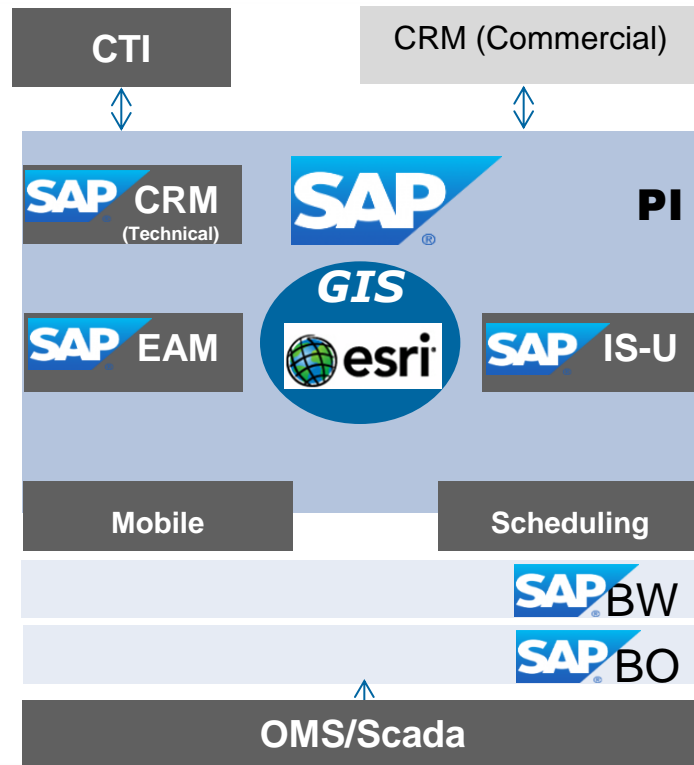 CTI
CRM (Commercial)
SAP CRM
(Technical)
SAP ®
PI
GIS
esri
SAP EAM
SAP IS-U
Mobile
Scheduling
SAP® BW
SAP® BO
OMS/Scada